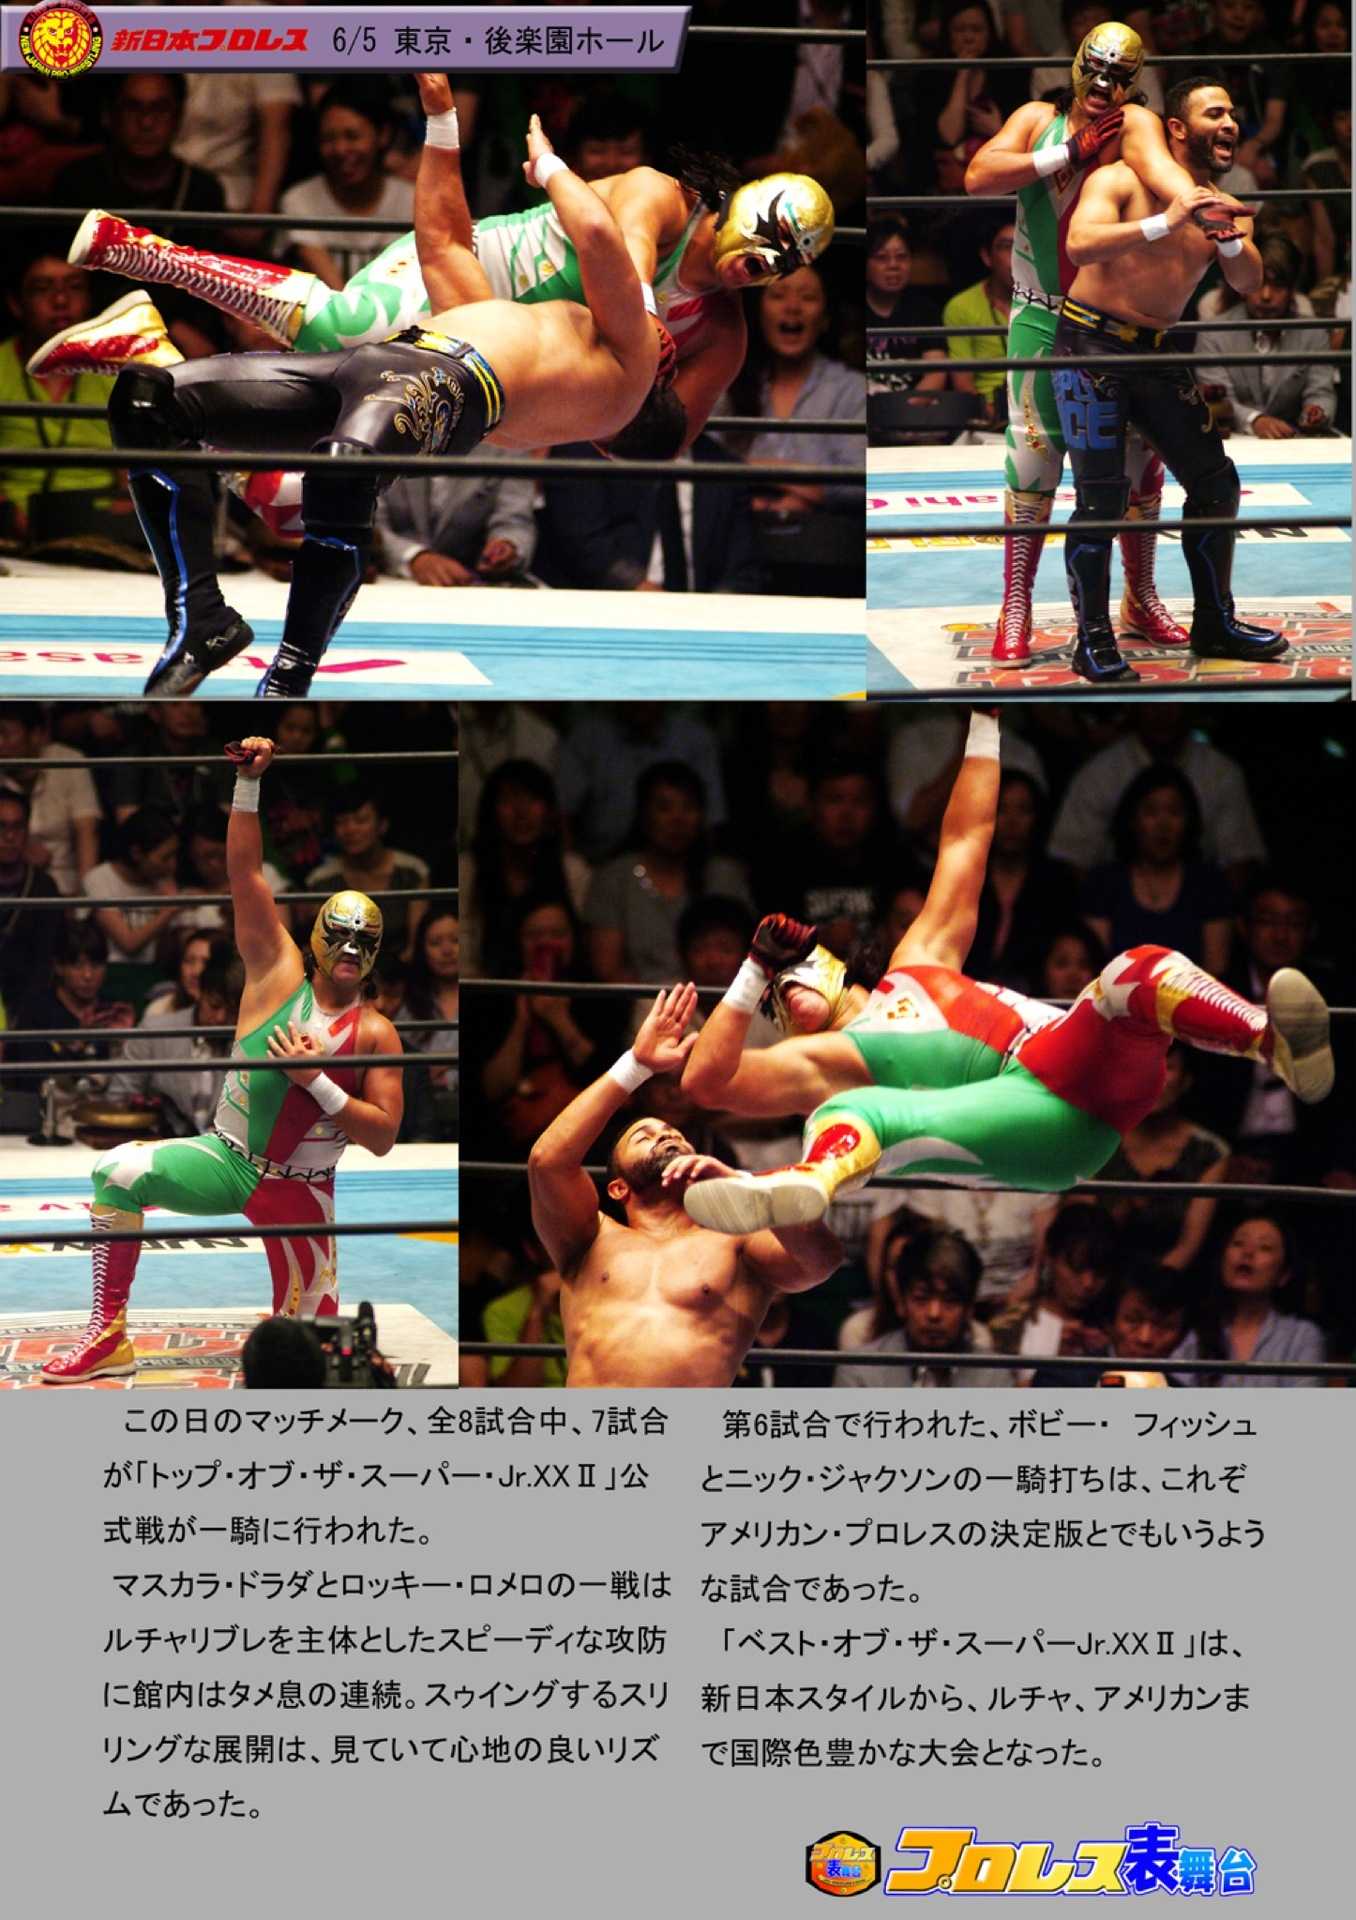 新日本プロレス 6/5 東京・後楽園ホール
NEW JAPAN PRO-WRESTLING
この日のマッチメーク、全8試合中、7試合
が「トップ・オブ・ザ・スーパー・Jr.XXⅡ」公
式戦が一騎に行われた。
マスカラ・ドラダとロッキー・ロメロの一戦は
ルチャリブレを主体としたスピーディな攻防
に館内はタメ息の連続。スゥイングするスリ
リングな展開は、見ていて心地の良いリズ
ムであった。
第6試合で行われた、ボビー・ フィッシュ
とニック・ジャクソンの一騎打ちは、これぞ
アメリカン・プロレスの決定版とでもいうよう
な試合であった。
「ベスト・オブ・ザ・スーパーJr.XXⅡ」は、
新日本スタイルから、ルチャ、アメリカンま
で国際色豊かな大会となった。
プロレス表舞台
プロレス表舞台